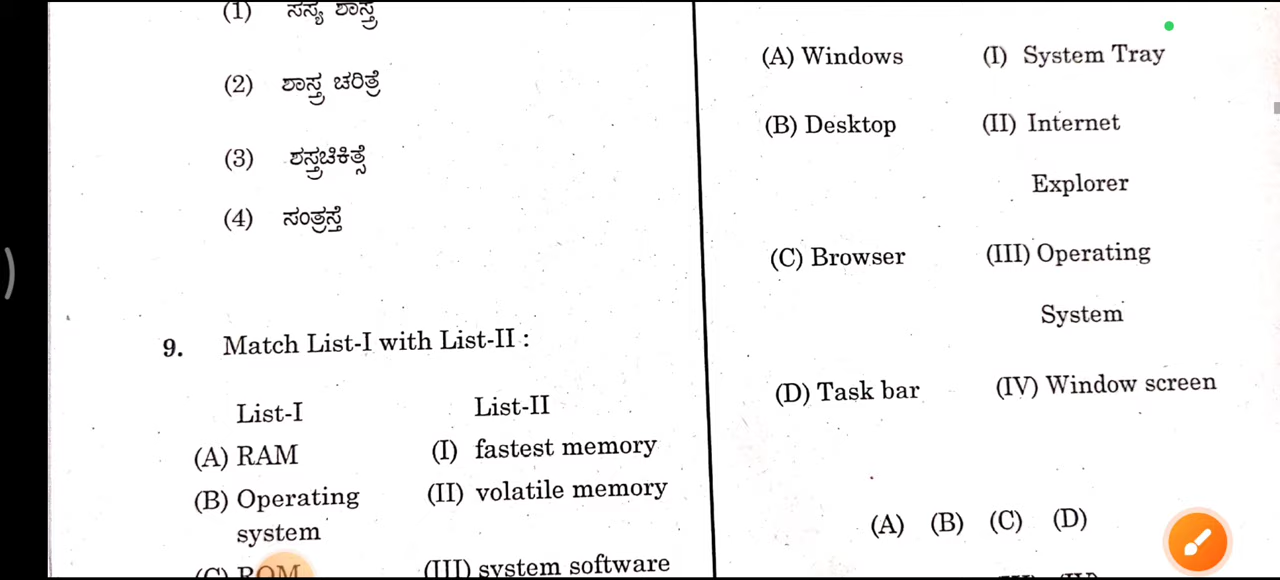 (1) ಸಸ್ಯ ಶಾಸ್ತ್ರ
(2) ಶಾಸ್ತ್ರ ಚರಿತ್ರೆ
(3) ಶಸ್ತ್ರಚಿಕಿತ್ಸೆ
(4) ಸಂತ್ರಸ್ತೆ
9. Match List-I with List-II :
List-I List-II
(A) RAM (I) fastest memory
(B) Operating (II) volatile memory
system
(C) ROM (III) system software
(A) Windows (I) System Tray
(B) Desktop (II) Internet
Explorer
(C) Browser (III) Operating
System
(D) Task bar (IV) Window screen
(A) (B) (C) (D)